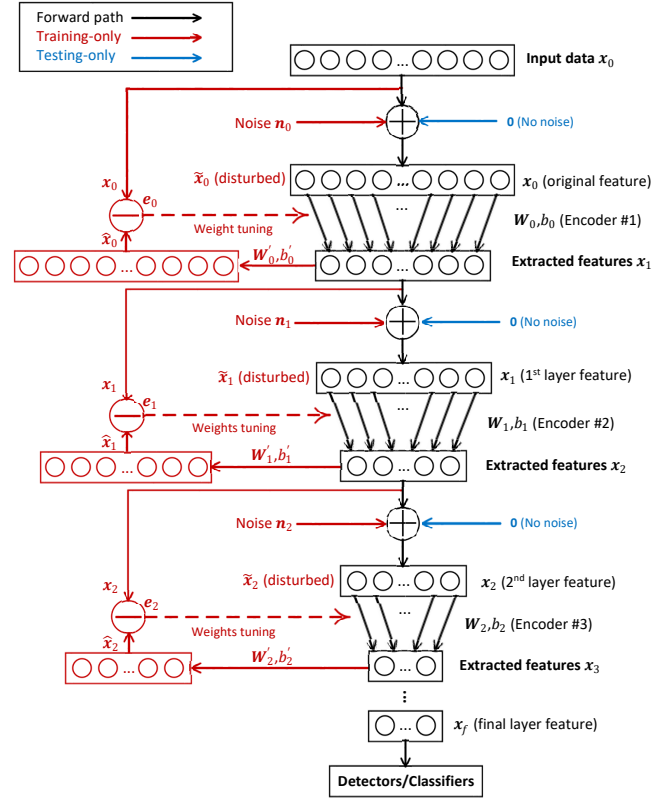 Forward path
Training-only
Testing-only
... Input data x₀
Noise n₀ 0 (No noise)
x₀
x̃₀ (disturbed) ... x₀ (original feature)
e₀
...
Weight tuning W₀,b₀ (Encoder #1)
x̂₀
... W′₀,b′₀ ... Extracted features x₁
Noise n₁ 0 (No noise)
x₁
x̃₁ (disturbed) ... x₁ (1st layer feature)
e₁
...
Weights tuning W₁,b₁ (Encoder #2)
x̂₁
... W′₁,b′₁ ... Extracted features x₂
Noise n₂ 0 (No noise)
x₂
x̃₂ (disturbed) ... x₂ (2nd layer feature)
e₂
...
Weights tuning W₂,b₂ (Encoder #3)
x̂₂
... W′₂,b′₂ ... Extracted features x₃
⋮
... x_f (final layer feature)
Detectors/Classifiers